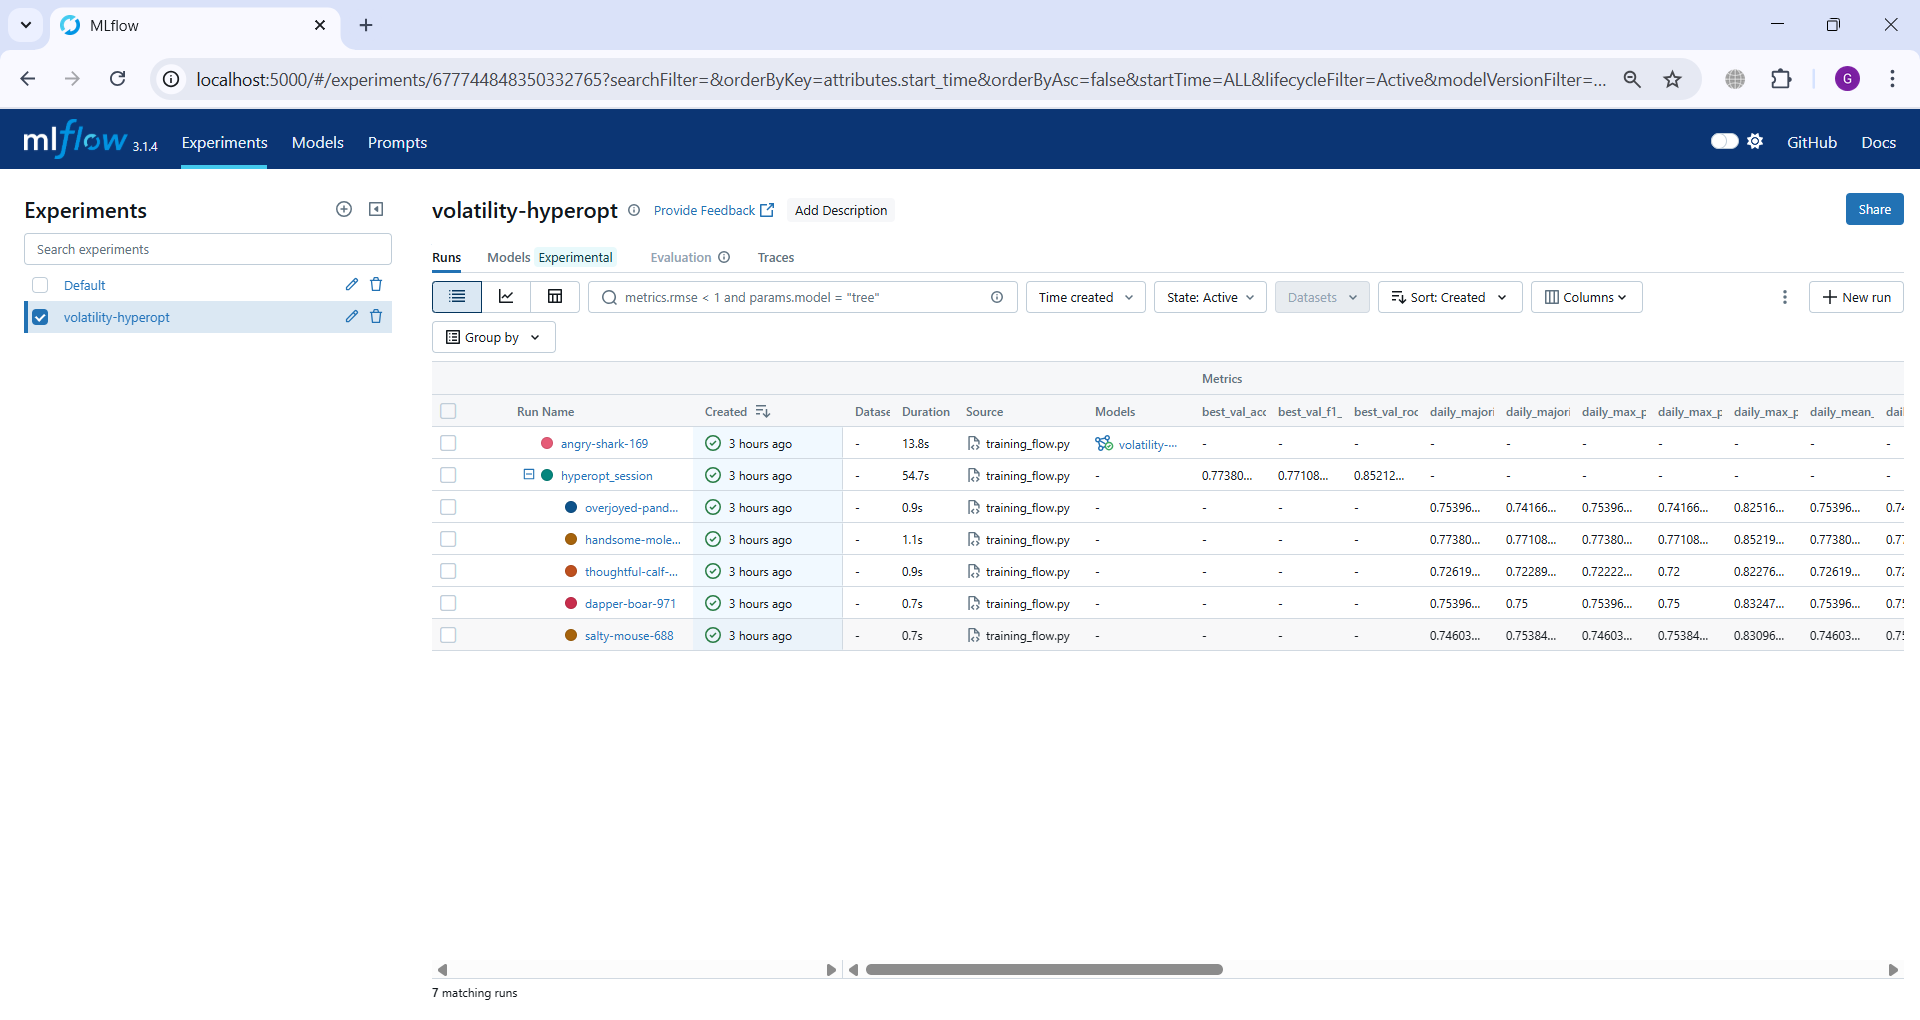 MLflow
localhost:5000/#/experiments/677744848350332765?searchFilter=&orderByKey=attributes.start_time&orderByAsc=false&startTime=ALL&lifecycleFilter=Active&modelVersionFilter=...
G
mlflow 3.1.4 Experiments Models Prompts GitHub Docs
Experiments
Search experiments
Default
volatility-hyperopt
volatility-hyperopt Provide Feedback Add Description Share
Runs Models Experimental Evaluation Traces
metrics.rmse < 1 and params.model = "tree" Time created State: Active Datasets Sort: Created Columns New run
Group by
Metrics
Run Name Created Datase Duration Source Models best_val_acc best_val_f1_ best_val_roc daily_majori daily_majori daily_max_p daily_max_p daily_max_p daily_mean_ dail
angry-shark-169 3 hours ago - 13.8s training_flow.py volatility-... - - - - - - - - - -
hyperopt_session 3 hours ago - 54.7s training_flow.py - 0.77380... 0.77108... 0.85212... - - - - - - -
overjoyed-pand... 3 hours ago - 0.9s training_flow.py - - - - 0.75396... 0.74166... 0.75396... 0.74166... 0.82516... 0.75396... 0.74
handsome-mole... 3 hours ago - 1.1s training_flow.py - - - - 0.77380... 0.77108... 0.77380... 0.77108... 0.85219... 0.77380... 0.77
thoughtful-calf-... 3 hours ago - 0.9s training_flow.py - - - - 0.72619... 0.72289... 0.72222... 0.72 0.82276... 0.72619... 0.72
dapper-boar-971 3 hours ago - 0.7s training_flow.py - - - - 0.75396... 0.75 0.75396... 0.75 0.83247... 0.75396... 0.75
salty-mouse-688 3 hours ago - 0.7s training_flow.py - - - - 0.74603... 0.75384... 0.74603... 0.75384... 0.83096... 0.74603... 0.75
7 matching runs